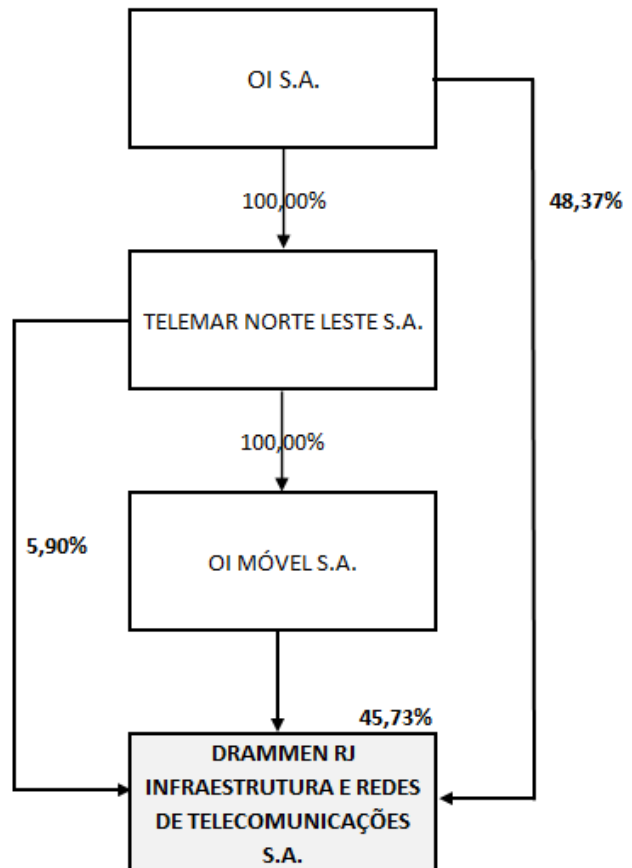 OI S.A.
100,00%
48,37%
TELEMAR NORTE LESTE S.A.
100,00%
5,90%
OI MÓVEL S.A.
45,73%
DRAMMEN RJ
INFRAESTRUTURA E REDES
DE TELECOMUNICAÇÕES
S.A.